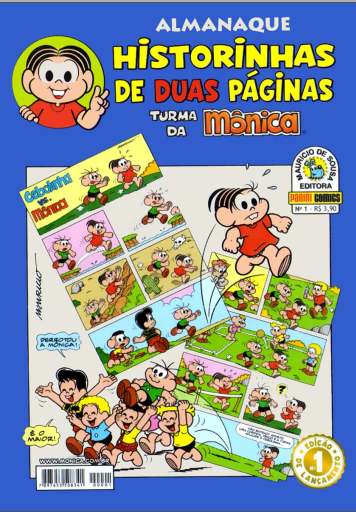 ALMANAQUE
HISTORINHAS
DE DUAS PÁGINAS
TURMA
DA Mônica
MAURICIO DE SOUSA
EDITORA
PANINI COMICS
Nº 1 - R$ 3,90
Cebolinha
vs.
Mônica
MAURICIO
DERROTOU
A MÔNICA!
É O
MAIOR!
?
WWW.MONICA.COM.BR
EDIÇÃO
1
DE LANÇAMENTO